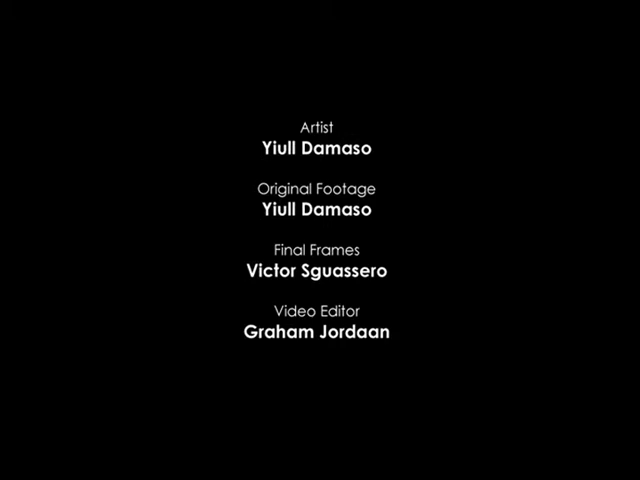 Artist
Yiull Damaso
Original Footage
Yiull Damaso
Final Frames
Victor Sguassero
Video Editor
Graham Jordaan